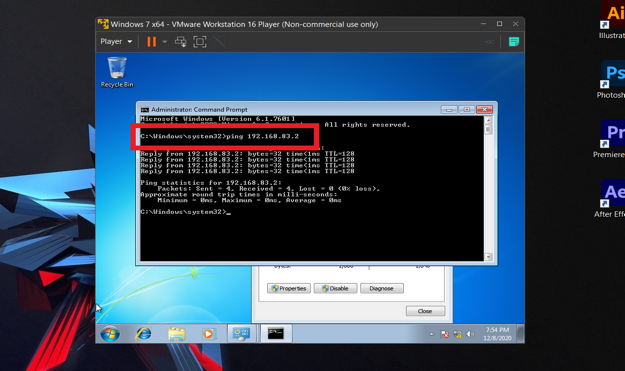 Windows 7 x64 - VMware Workstation 16 Player (Non-commercial use only)
Player
Ai
Illustrat
Ps
Photosh
Pr
Premiere
Ae
After Eff
Recycle Bin
Administrator: Command Prompt
Microsoft Windows [Version 6.1.7601]
All rights reserved.
C:\Windows\system32>ping 192.168.83.2
Reply from 192.168.83.2: bytes=32 time<1ms TTL=128
Reply from 192.168.83.2: bytes=32 time<1ms TTL=128
Reply from 192.168.83.2: bytes=32 time<1ms TTL=128
Reply from 192.168.83.2: bytes=32 time<1ms TTL=128
Ping statistics for 192.168.83.2:
Packets: Sent = 4, Received = 4, Lost = 0 (0% loss),
Approximate round trip times in milli-seconds:
Minimum = 0ms, Maximum = 0ms, Average = 0ms
C:\Windows\system32>_
Properties
Disable
Diagnose
Close
7:54 PM
12/8/2020